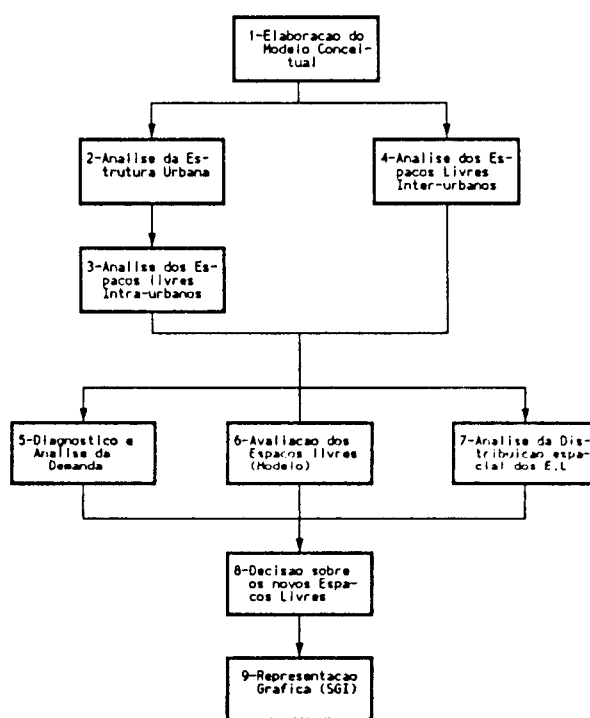 1-Elaboracao do
Modelo Concei-
tual
2-Analise da Es-
trutura Urbana
4-Analise dos Es-
pacos Livres
Inter-urbanos
3-Analise dos Es-
pacos livres
Intra-urbanos
5-Diagnostico e
Analise da
Demanda
6-Avaliacao dos
Espacos livres
(Modelo)
7-Analise da Dis-
tribuicao espa-
cial dos E.L
8-Decisao sobre
os novos Espa-
cos Livres
9-Representacao
Grafica (SGI)